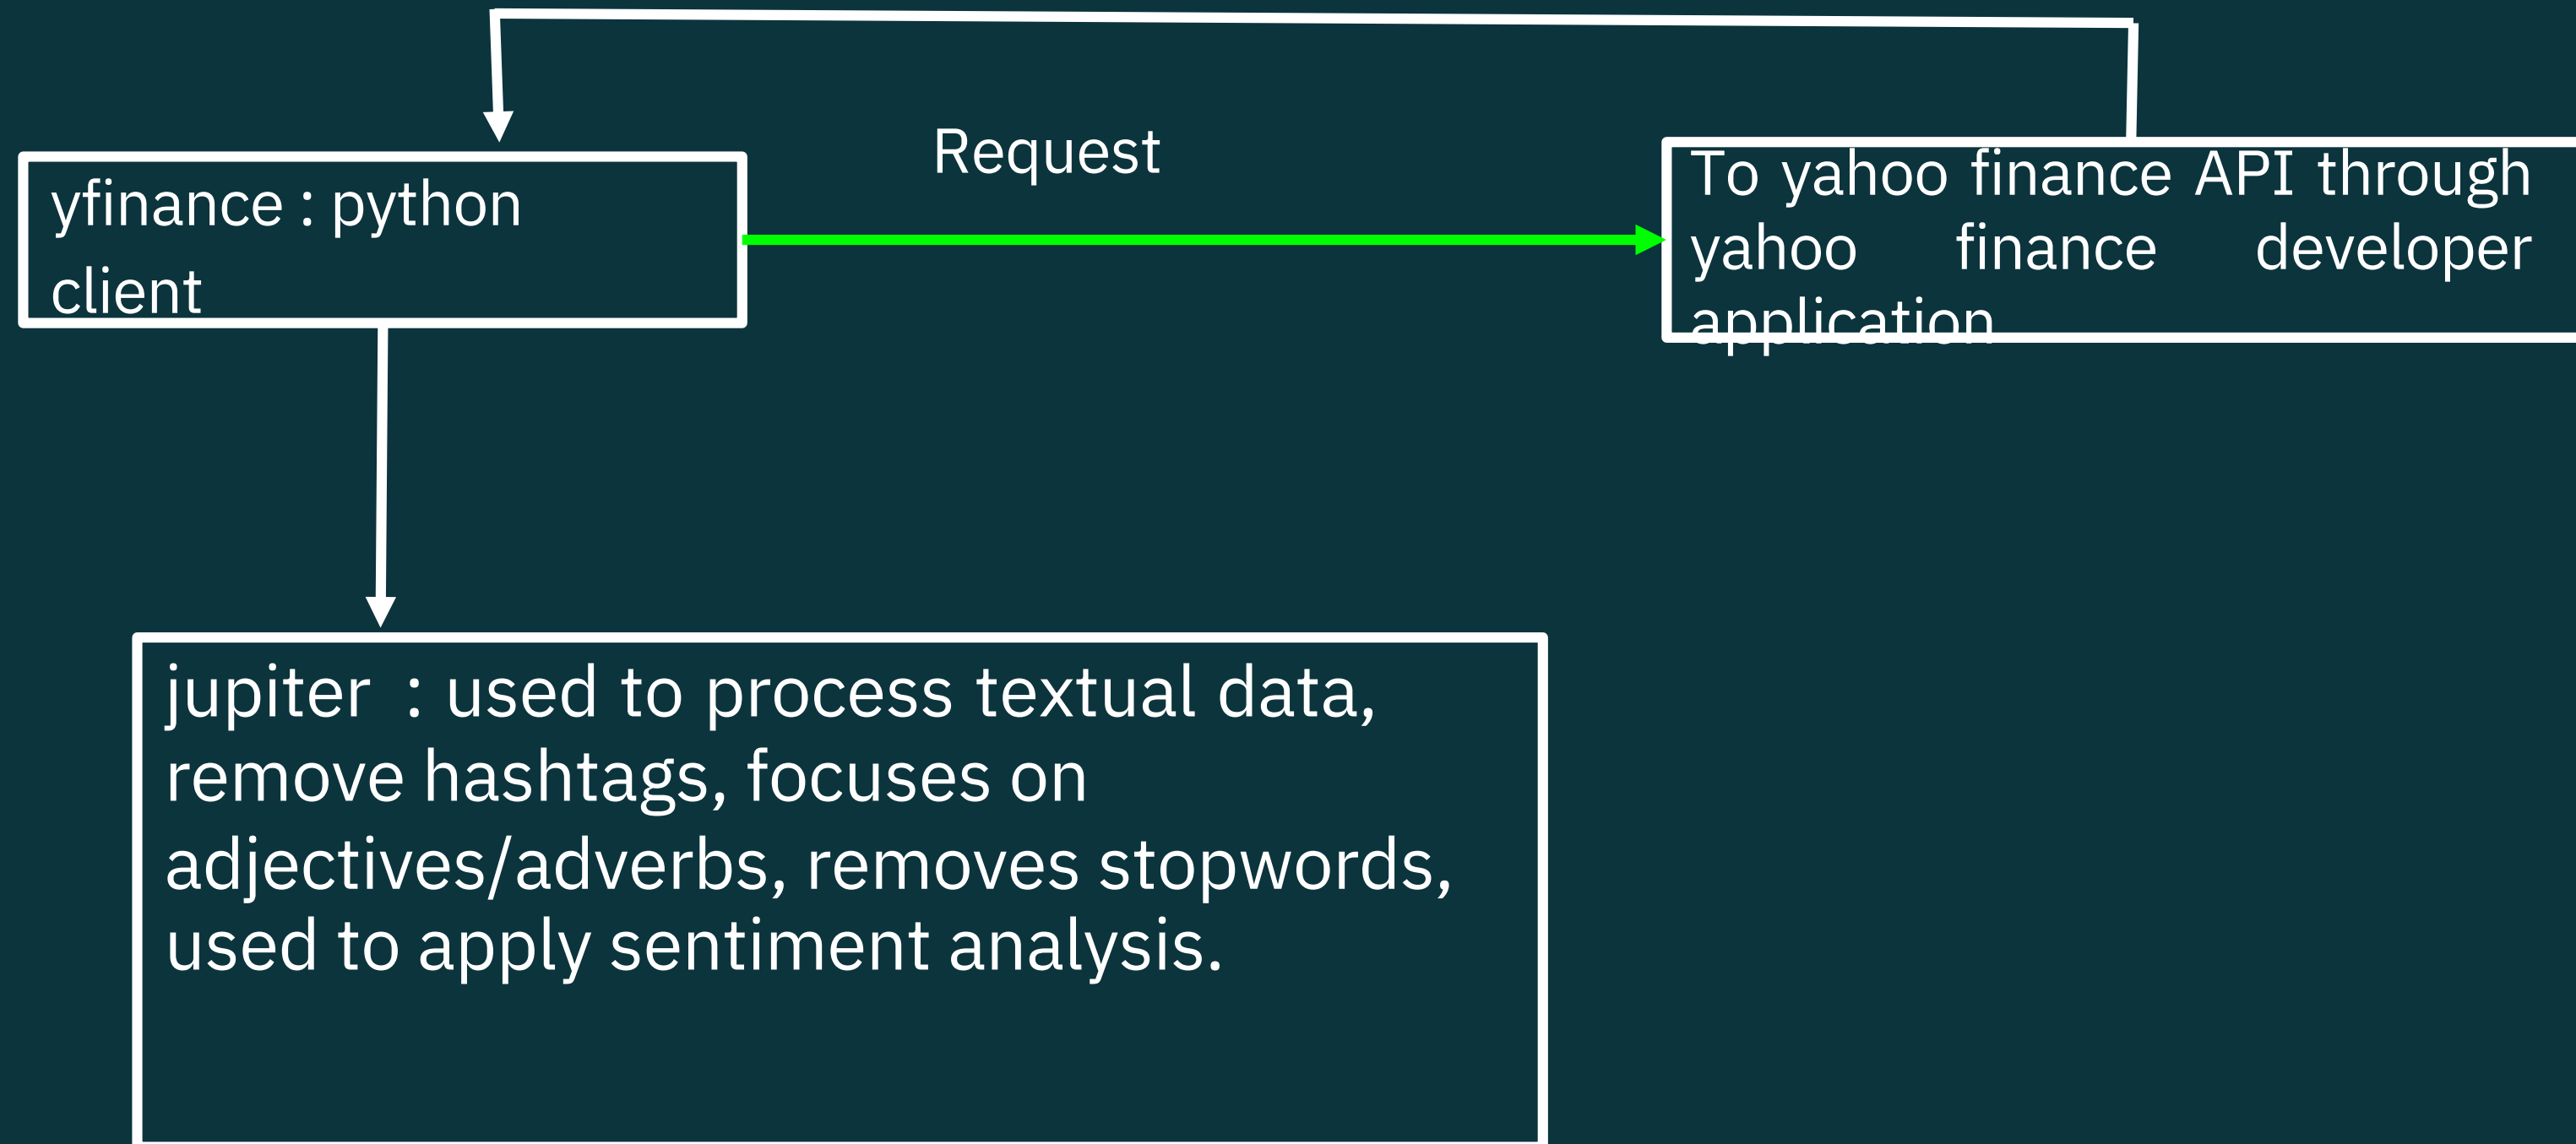 Request
yfinance : python
client
To yahoo finance API through
yahoo finance developer
application
jupiter : used to process textual data,
remove hashtags, focuses on
adjectives/adverbs, removes stopwords,
used to apply sentiment analysis.